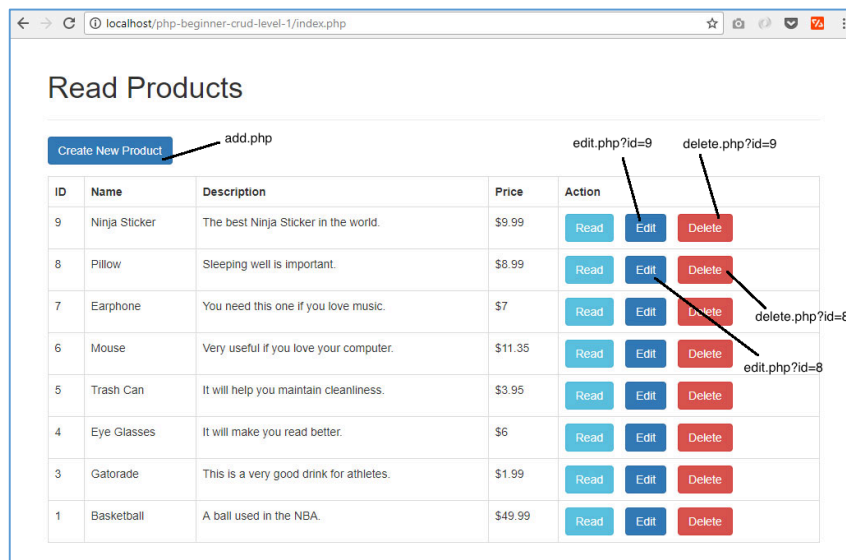 localhost/php-beginner-crud-level-1/index.php
Read Products
Create New Product
add.php
edit.php?id=9
delete.php?id=9
ID Name Description Price Action
9 Ninja Sticker The best Ninja Sticker in the world. $9.99 Read Edit Delete
8 Pillow Sleeping well is important. $8.99 Read Edit Delete
7 Earphone You need this one if you love music. $7 Read Edit Delete
delete.php?id=8
6 Mouse Very useful if you love your computer. $11.35 Read Edit Delete
edit.php?id=8
5 Trash Can It will help you maintain cleanliness. $3.95 Read Edit Delete
4 Eye Glasses It will make you read better. $6 Read Edit Delete
3 Gatorade This is a very good drink for athletes. $1.99 Read Edit Delete
1 Basketball A ball used in the NBA. $49.99 Read Edit Delete